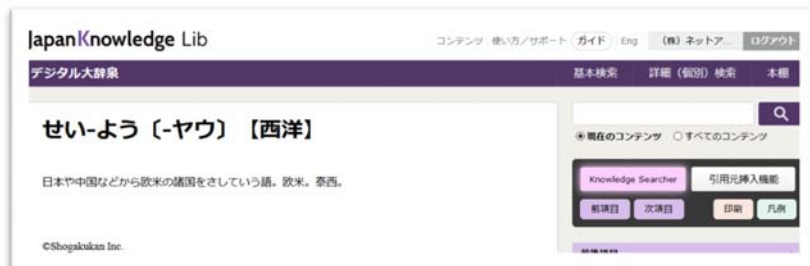 JapanKnowledge Lib
コンテンツ 使い方/サポート ガイド Eng (株) ネットア... ログアウト
デジタル大辞泉 基本検索 詳細(個別)検索 本棚
せい‐よう〔‐ヤウ〕【西洋】
◉現在のコンテンツ ○すべてのコンテンツ
日本や中国などから欧米の諸国をさしていう語。欧米。泰西。
Knowledge Searcher 引用元挿入機能
前項目 次項目 印刷 凡例
©Shogakukan Inc.